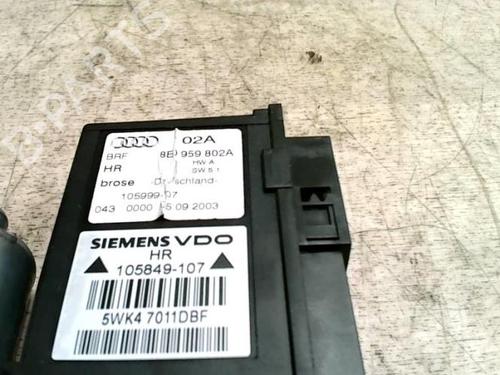 B-PARTS
02A
BRF 8E0 959 802A
HR HW A
SW 5.1
brose
105999-07
043 0000 15 09 2003
SIEMENS VDO
HR
105849-107
5WK4 7011DBF